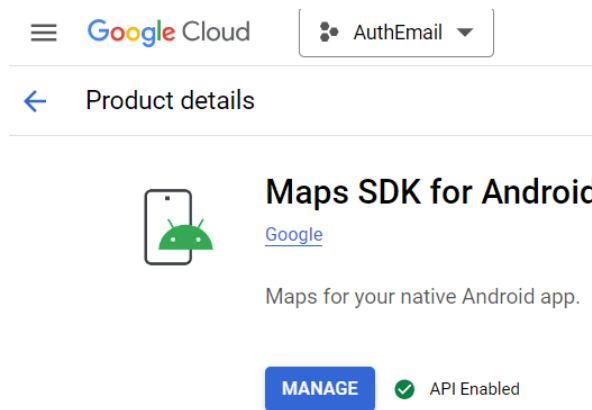 Google Cloud
AuthEmail
Product details
Maps SDK for Android
Google
Maps for your native Android app.
MANAGE
API Enabled